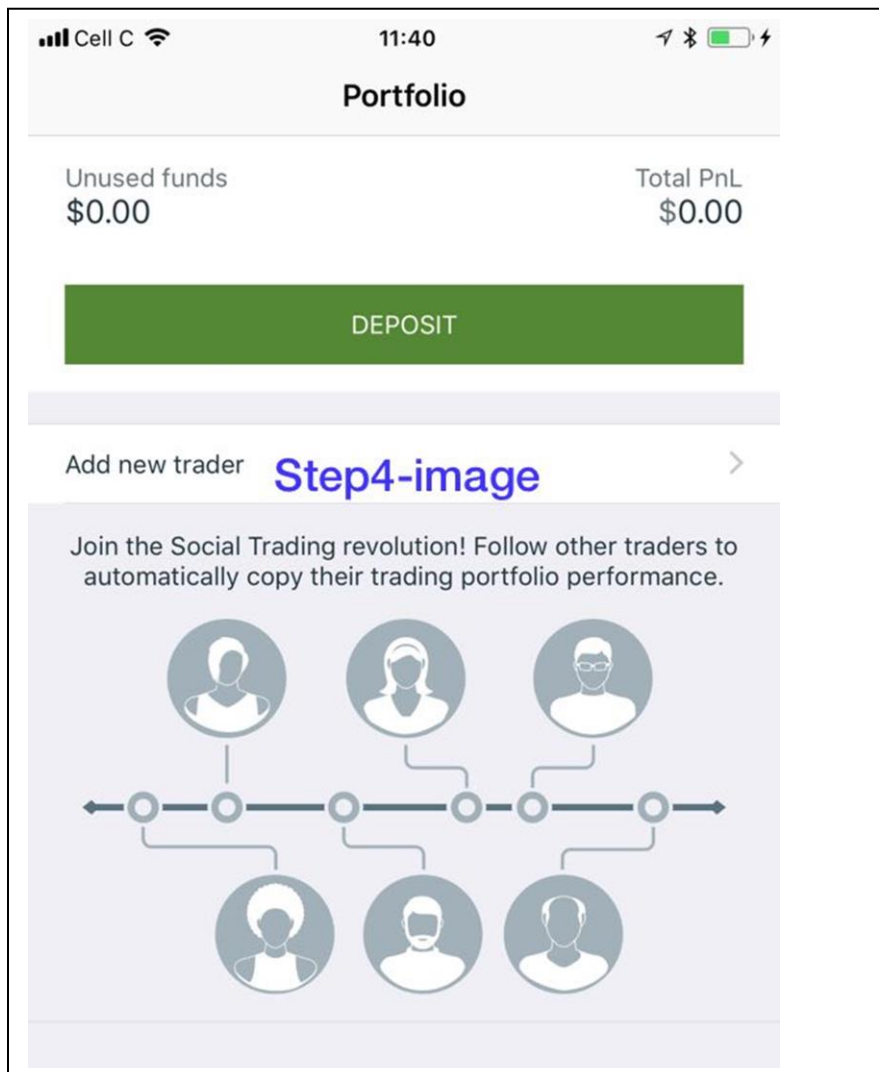 Cell C 11:40
Portfolio
Unused funds Total PnL
$0.00 $0.00
DEPOSIT
Add new trader Step4-image
Join the Social Trading revolution! Follow other traders to
automatically copy their trading portfolio performance.